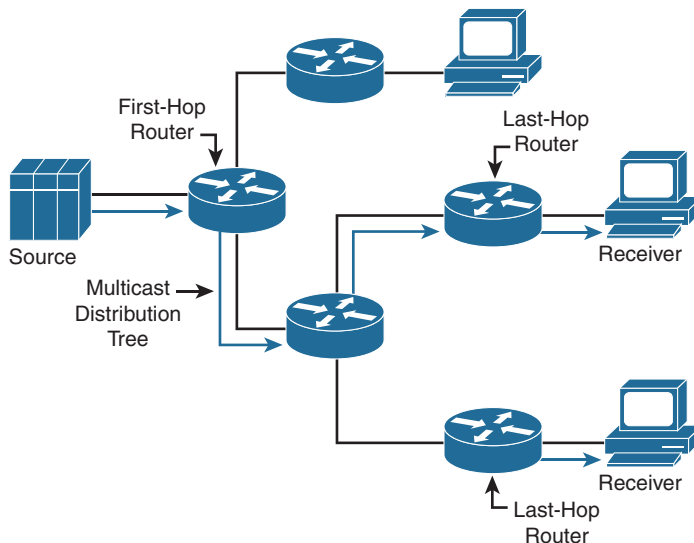 First-Hop
Router
Last-Hop
Router
Source
Receiver
Multicast
Distribution
Tree
Receiver
Last-Hop
Router